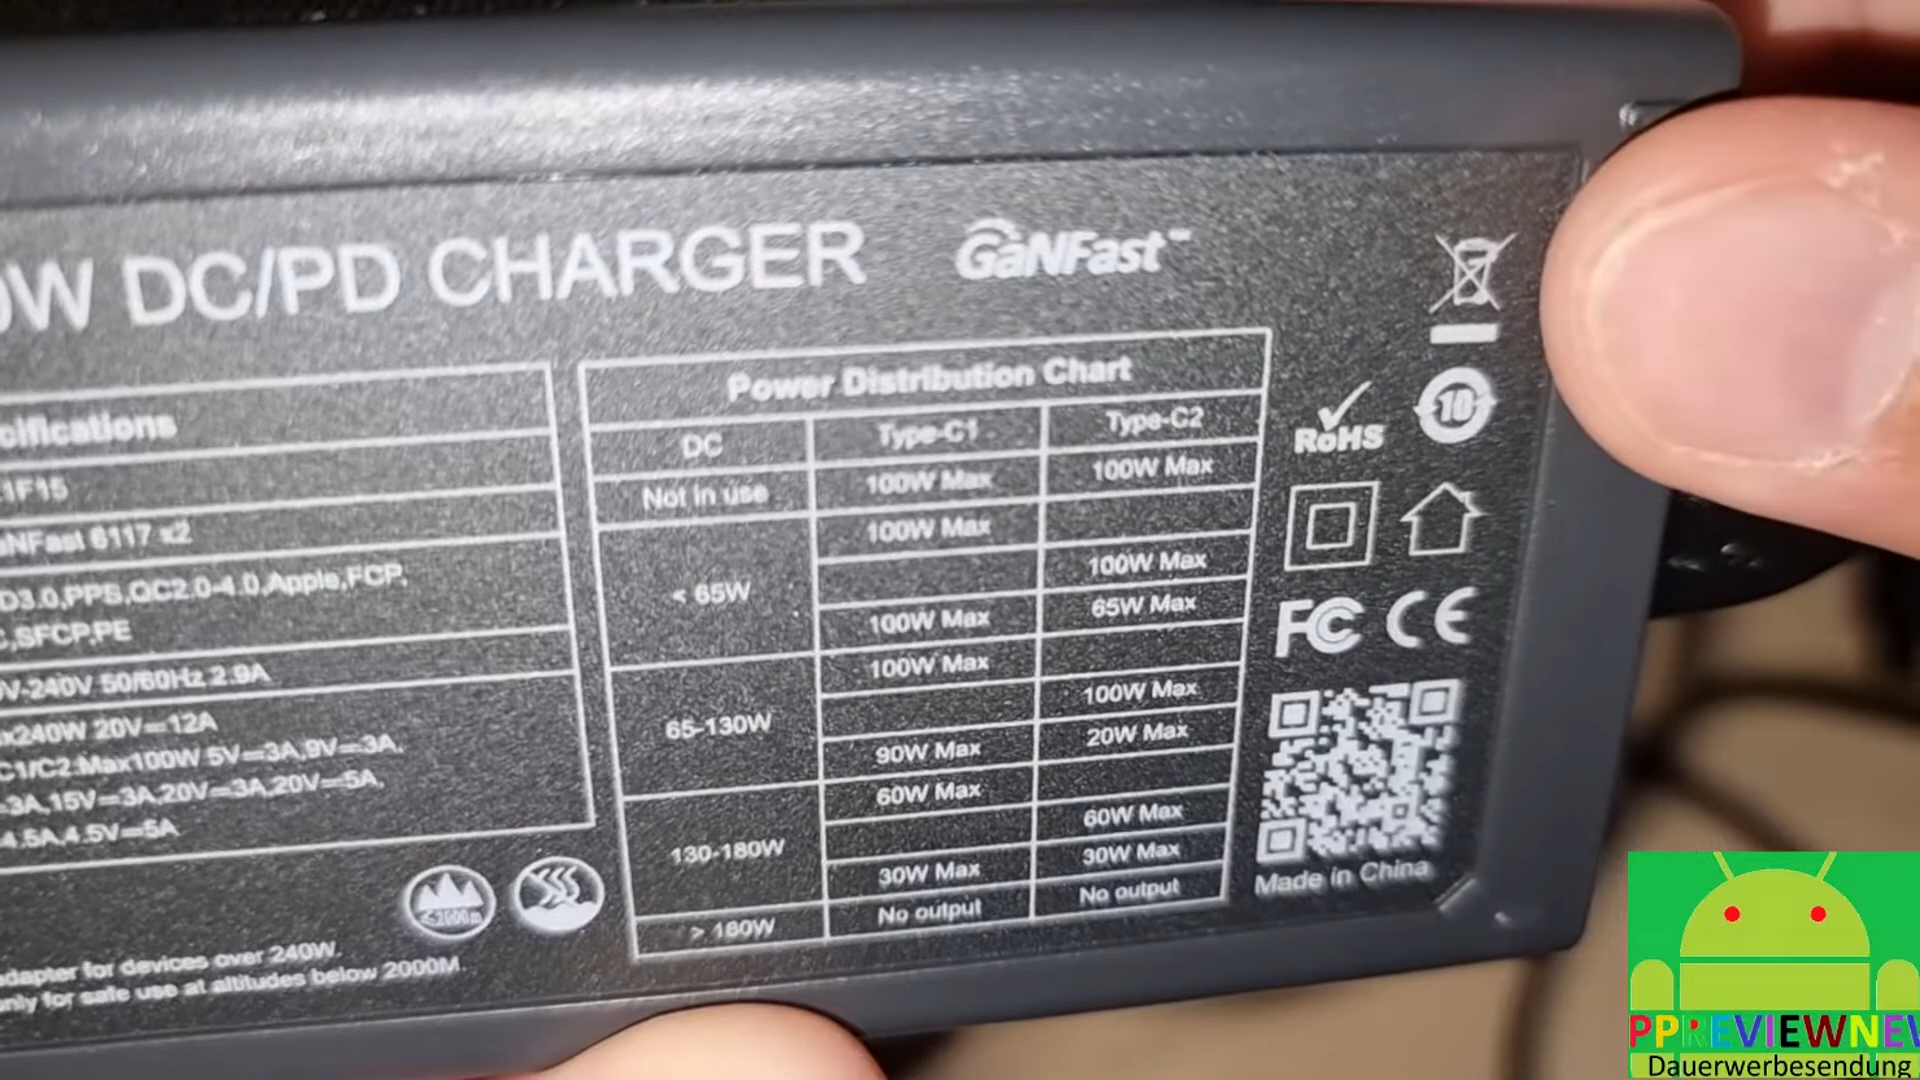 0W DC/PD CHARGER
GaNFast™
cifications
1F15
aNFast 6117 x2
D3.0,PPS,QC2.0-4.0,Apple,FCP,
C,SFCP,PE
V-240V 50/60Hz 2.9A
x240W 20V⎓12A
C1/C2:Max100W 5V⎓3A,9V⎓3A,
⎓3A,15V⎓3A,20V⎓3A,20V⎓5A,
4.5A,4.5V⎓5A
≤2000m
adapter for devices over 240W.
only for safe use at altitudes below 2000M.
Power Distribution Chart
DC Type-C1 Type-C2
Not in use 100W Max 100W Max
< 65W 100W Max
100W Max
100W Max 65W Max
65-130W 100W Max
100W Max
90W Max 20W Max
130-180W 60W Max
60W Max
30W Max 30W Max
> 180W No output No output
RoHS
10
FC CE
Made in China
PPREVIEWNEW
Dauerwerbesendung